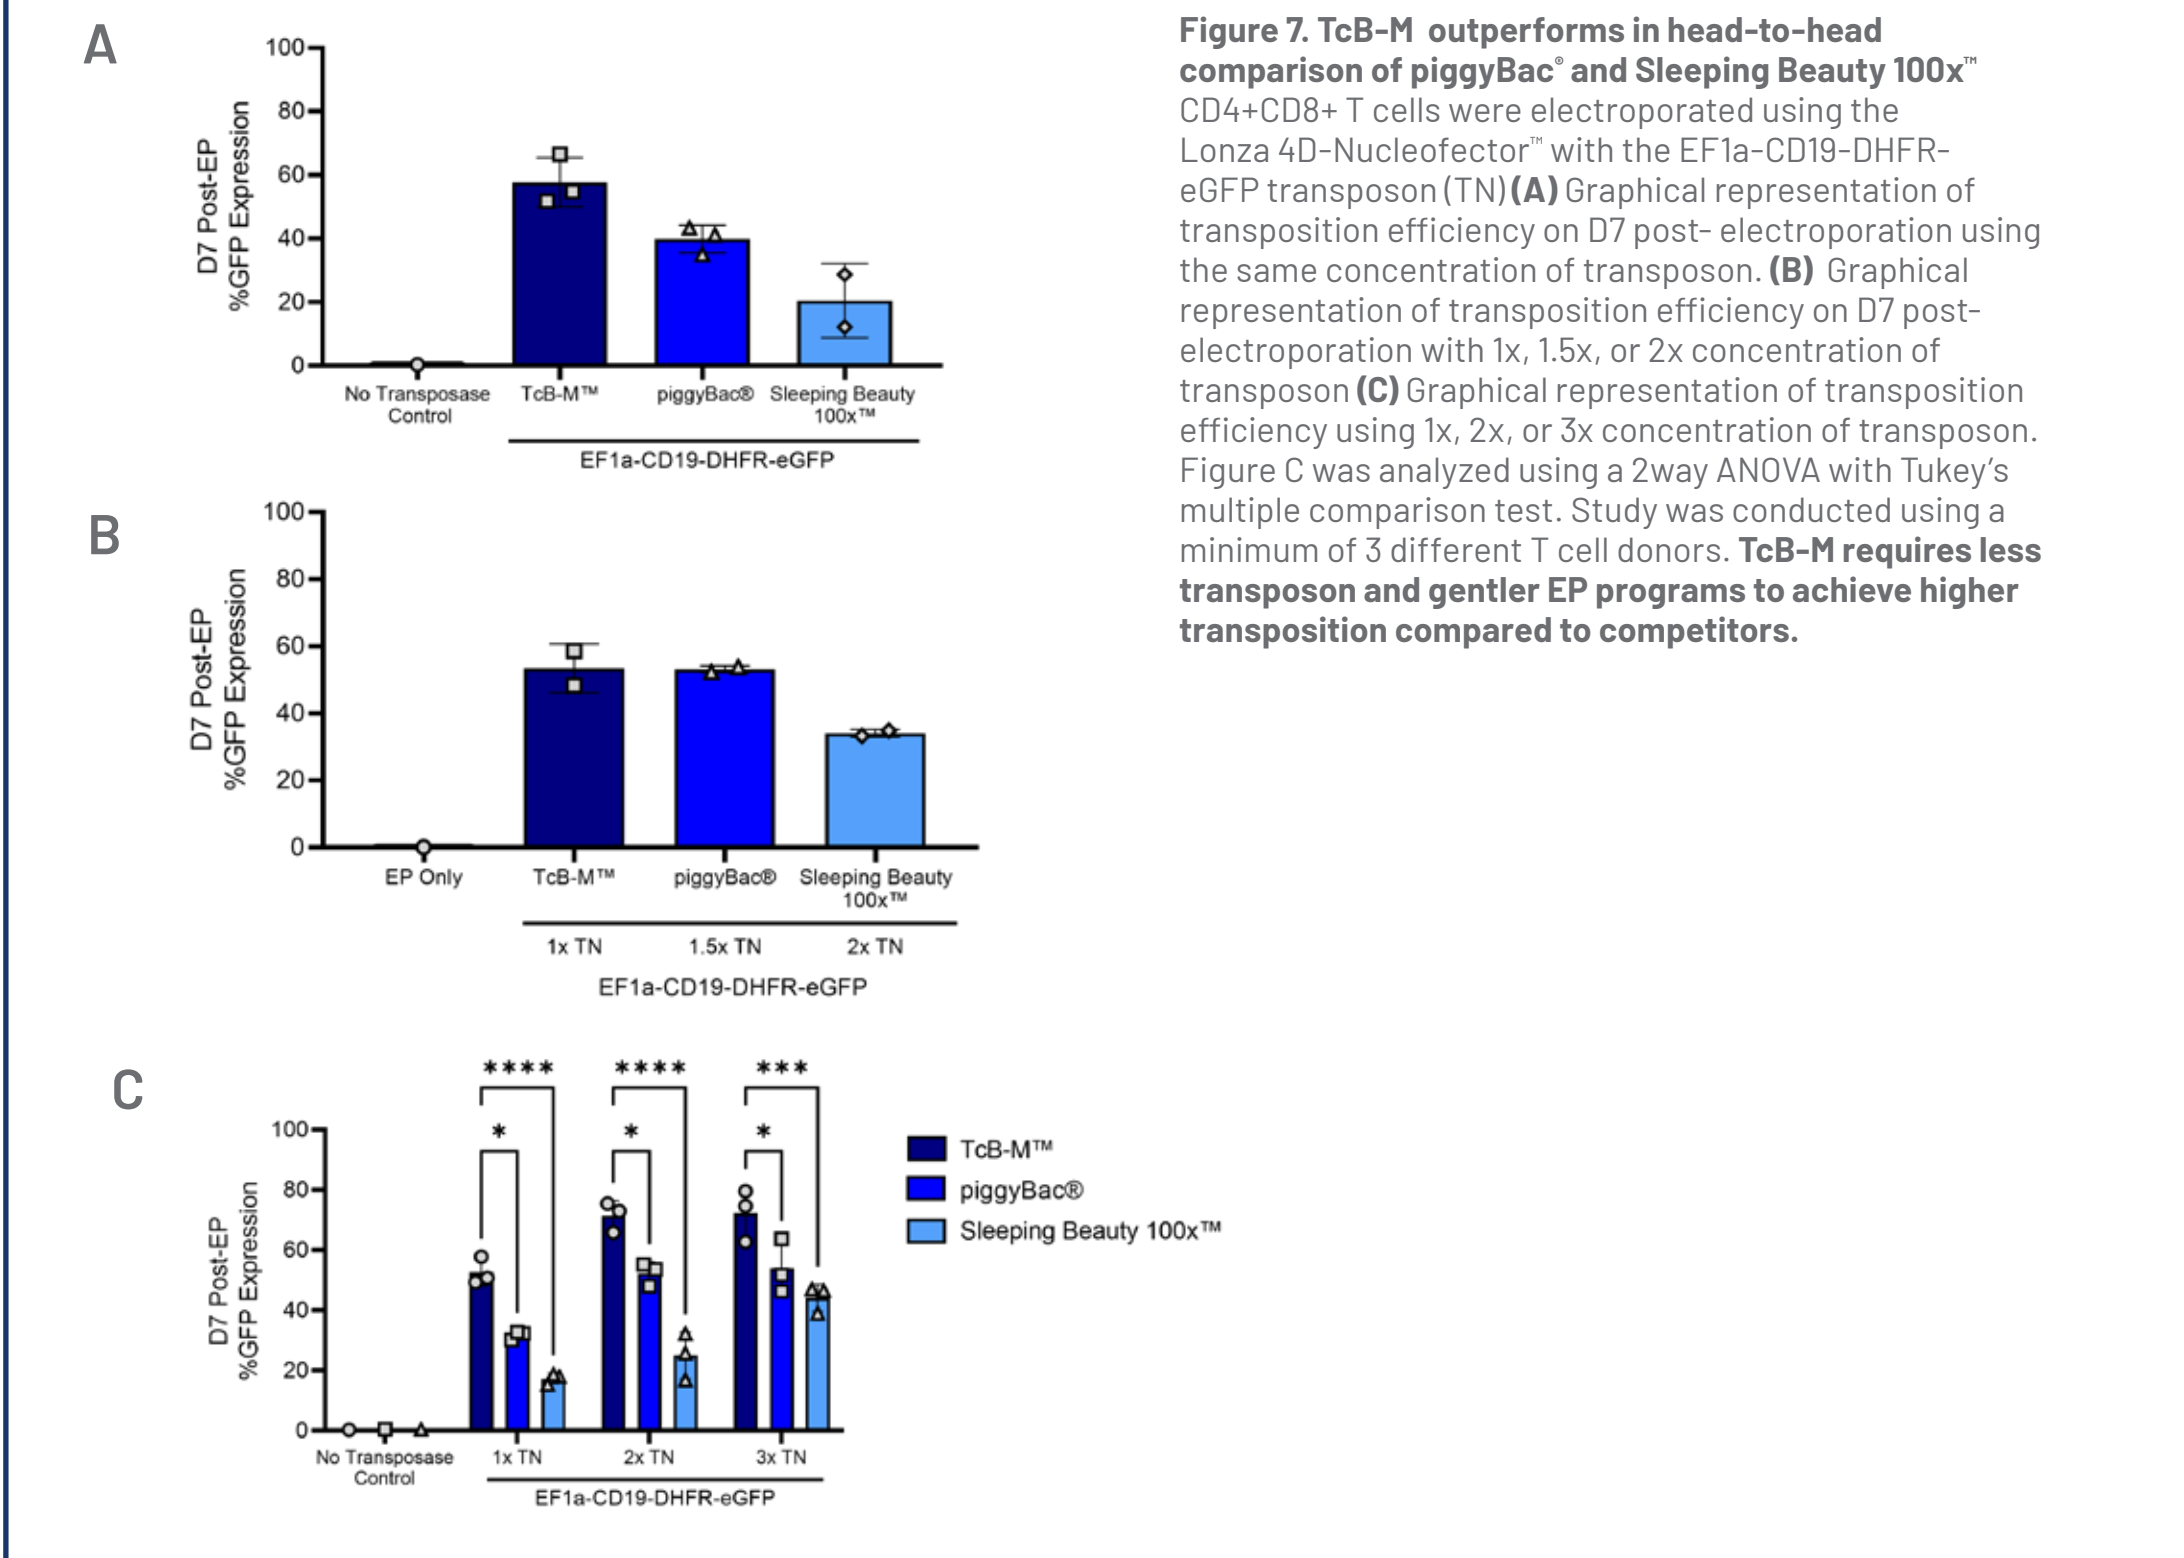 A
100
80
60
40
20
0
D7 Post-EP
%GFP Expression
No Transposase
Control
TcB-M™
piggyBac®
Sleeping Beauty
100x™
EF1a-CD19-DHFR-eGFP
B
100
80
60
40
20
0
D7 Post-EP
%GFP Expression
EP Only
TcB-M™
piggyBac®
Sleeping Beauty
100x™
1x TN
1.5x TN
2x TN
EF1a-CD19-DHFR-eGFP
C
**** **** ***
* * *
100
80
60
40
20
0
D7 Post-EP
%GFP Expression
No Transposase
Control
1x TN
2x TN
3x TN
EF1a-CD19-DHFR-eGFP
TcB-M™
piggyBac®
Sleeping Beauty 100x™
Figure 7. TcB-M outperforms in head-to-head
comparison of piggyBac® and Sleeping Beauty 100x™
CD4+CD8+ T cells were electroporated using the
Lonza 4D-Nucleofector™ with the EF1a-CD19-DHFR-
eGFP transposon (TN) (A) Graphical representation of
transposition efficiency on D7 post- electroporation using
the same concentration of transposon. (B) Graphical
representation of transposition efficiency on D7 post-
electroporation with 1x, 1.5x, or 2x concentration of
transposon (C) Graphical representation of transposition
efficiency using 1x, 2x, or 3x concentration of transposon.
Figure C was analyzed using a 2way ANOVA with Tukey's
multiple comparison test. Study was conducted using a
minimum of 3 different T cell donors. TcB-M requires less
transposon and gentler EP programs to achieve higher
transposition compared to competitors.